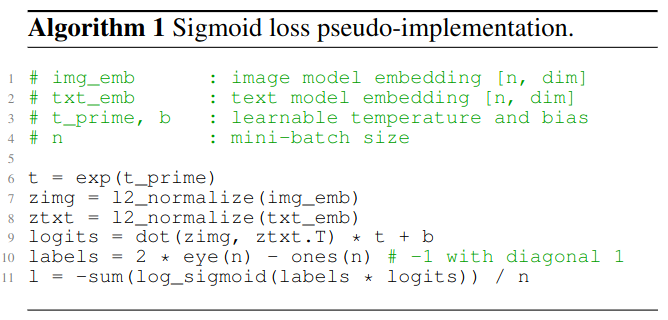 Algorithm 1 Sigmoid loss pseudo-implementation.
1 # img_emb : image model embedding [n, dim]
2 # txt_emb : text model embedding [n, dim]
3 # t_prime, b : learnable temperature and bias
4 # n : mini-batch size
5
6 t = exp(t_prime)
7 zimg = l2_normalize(img_emb)
8 ztxt = l2_normalize(txt_emb)
9 logits = dot(zimg, ztxt.T) * t + b
10 labels = 2 * eye(n) - ones(n) # -1 with diagonal 1
11 l = -sum(log_sigmoid(labels * logits)) / n